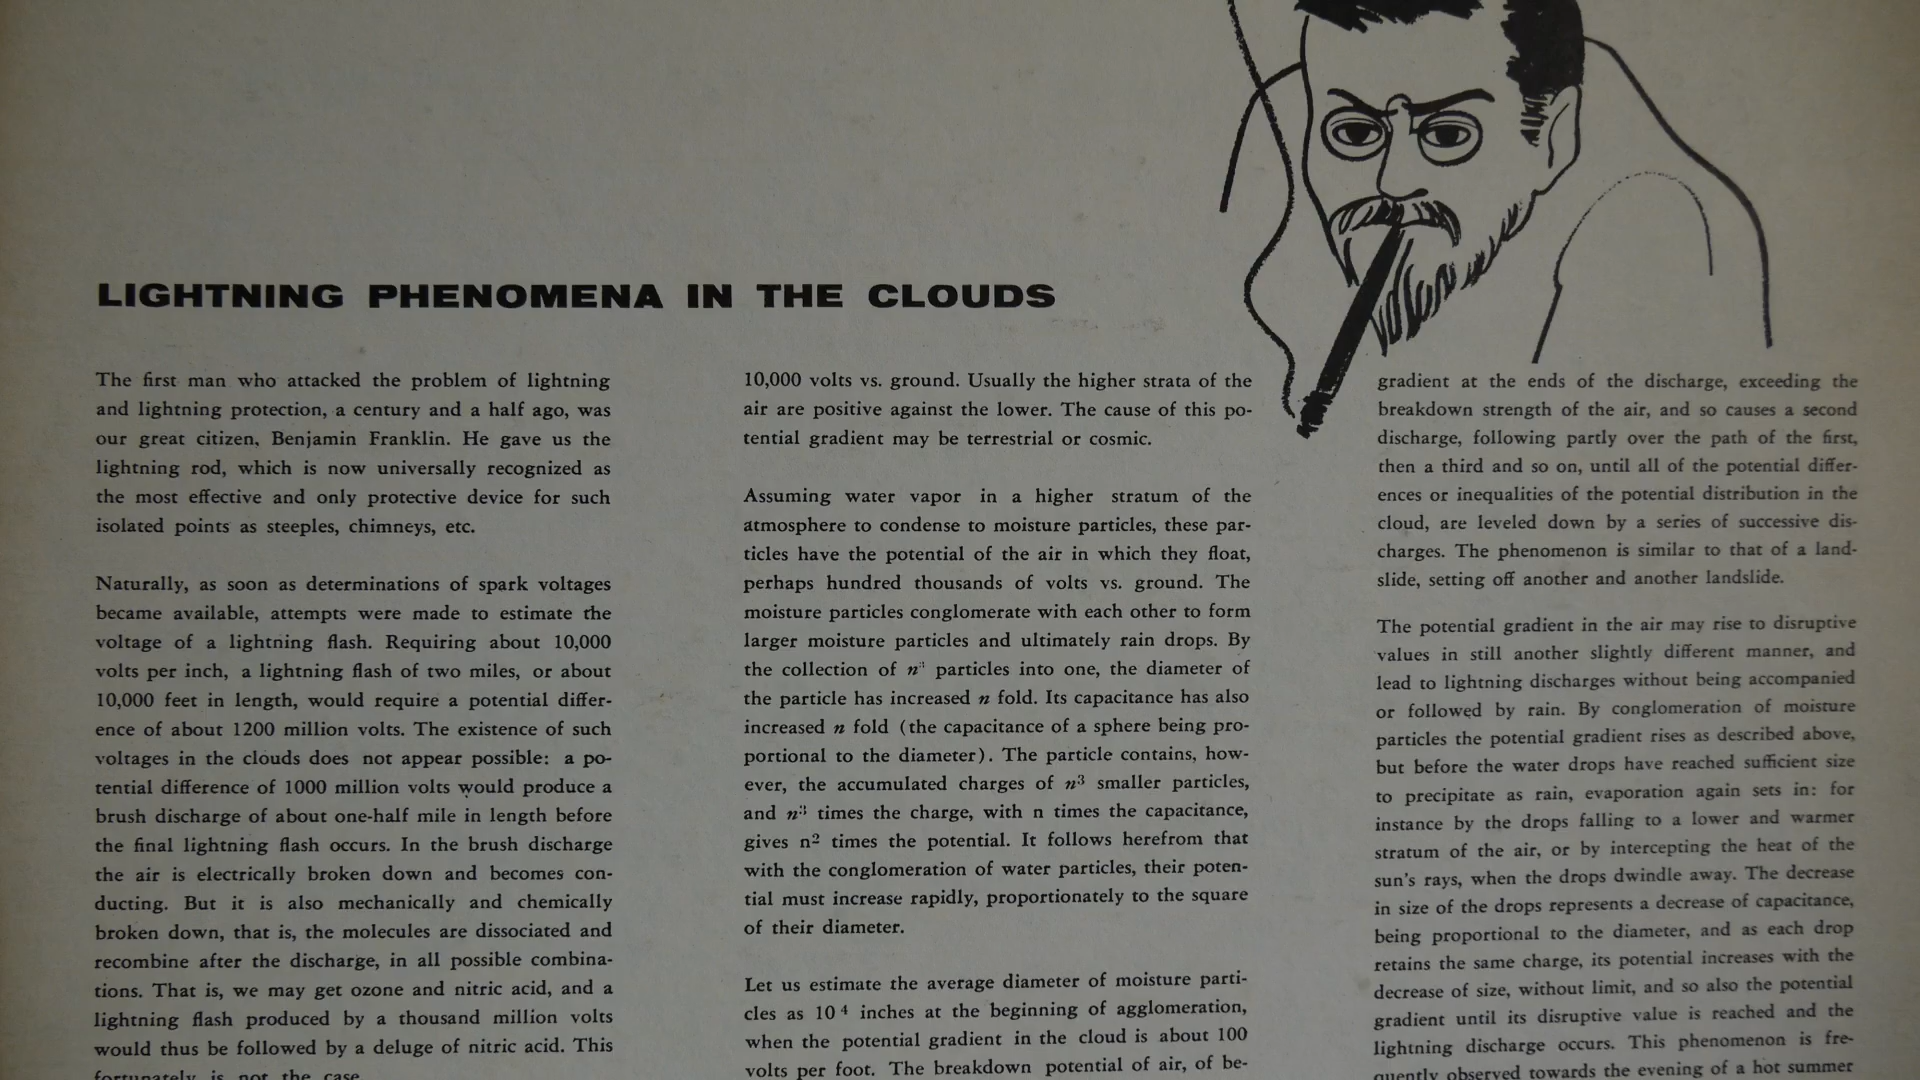 LIGHTNING PHENOMENA IN THE CLOUDS
The first man who attacked the problem of lightning
and lightning protection, a century and a half ago, was
our great citizen, Benjamin Franklin. He gave us the
lightning rod, which is now universally recognized as
the most effective and only protective device for such
isolated points as steeples, chimneys, etc.
Naturally, as soon as determinations of spark voltages
became available, attempts were made to estimate the
voltage of a lightning flash. Requiring about 10,000
volts per inch, a lightning flash of two miles, or about
10,000 feet in length, would require a potential differ-
ence of about 1200 million volts. The existence of such
voltages in the clouds does not appear possible: a po-
tential difference of 1000 million volts would produce a
brush discharge of about one-half mile in length before
the final lightning flash occurs. In the brush discharge
the air is electrically broken down and becomes con-
ducting. But it is also mechanically and chemically
broken down, that is, the molecules are dissociated and
recombine after the discharge, in all possible combina-
tions. That is, we may get ozone and nitric acid, and a
lightning flash produced by a thousand million volts
would thus be followed by a deluge of nitric acid. This
fortunately is not the case.
10,000 volts vs. ground. Usually the higher strata of the
air are positive against the lower. The cause of this po-
tential gradient may be terrestrial or cosmic.
Assuming water vapor in a higher stratum of the
atmosphere to condense to moisture particles, these par-
ticles have the potential of the air in which they float,
perhaps hundred thousands of volts vs. ground. The
moisture particles conglomerate with each other to form
larger moisture particles and ultimately rain drops. By
the collection of n³ particles into one, the diameter of
the particle has increased n fold. Its capacitance has also
increased n fold (the capacitance of a sphere being pro-
portional to the diameter). The particle contains, how-
ever, the accumulated charges of n³ smaller particles,
and n³ times the charge, with n times the capacitance,
gives n² times the potential. It follows herefrom that
with the conglomeration of water particles, their poten-
tial must increase rapidly, proportionately to the square
of their diameter.
Let us estimate the average diameter of moisture parti-
cles as 10⁴ inches at the beginning of agglomeration,
when the potential gradient in the cloud is about 100
volts per foot. The breakdown potential of air, of be-
gradient at the ends of the discharge, exceeding the
breakdown strength of the air, and so causes a second
discharge, following partly over the path of the first,
then a third and so on, until all of the potential differ-
ences or inequalities of the potential distribution in the
cloud, are leveled down by a series of successive dis-
charges. The phenomenon is similar to that of a land-
slide, setting off another and another landslide.
The potential gradient in the air may rise to disruptive
values in still another slightly different manner, and
lead to lightning discharges without being accompanied
or followed by rain. By conglomeration of moisture
particles the potential gradient rises as described above,
but before the water drops have reached sufficient size
to precipitate as rain, evaporation again sets in: for
instance by the drops falling to a lower and warmer
stratum of the air, or by intercepting the heat of the
sun's rays, when the drops dwindle away. The decrease
in size of the drops represents a decrease of capacitance,
being proportional to the diameter, and as each drop
retains the same charge, its potential increases with the
decrease of size, without limit, and so also the potential
gradient until its disruptive value is reached and the
lightning discharge occurs. This phenomenon is fre-
quently observed towards the evening of a hot summer